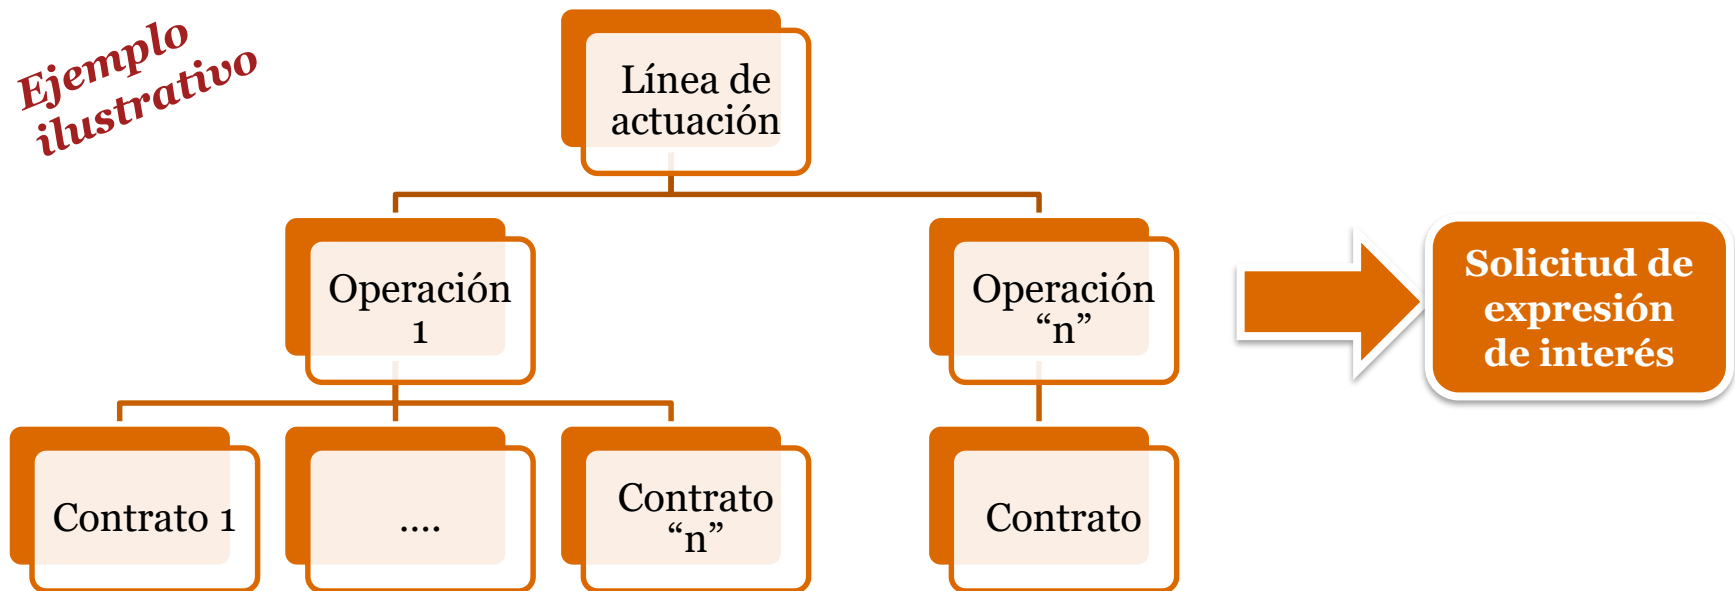 Ejemplo
ilustrativo
Línea de
actuación
Operación
1
Operación
“n”
Solicitud de
expresión
de interés
Contrato 1
....
Contrato
“n”
Contrato